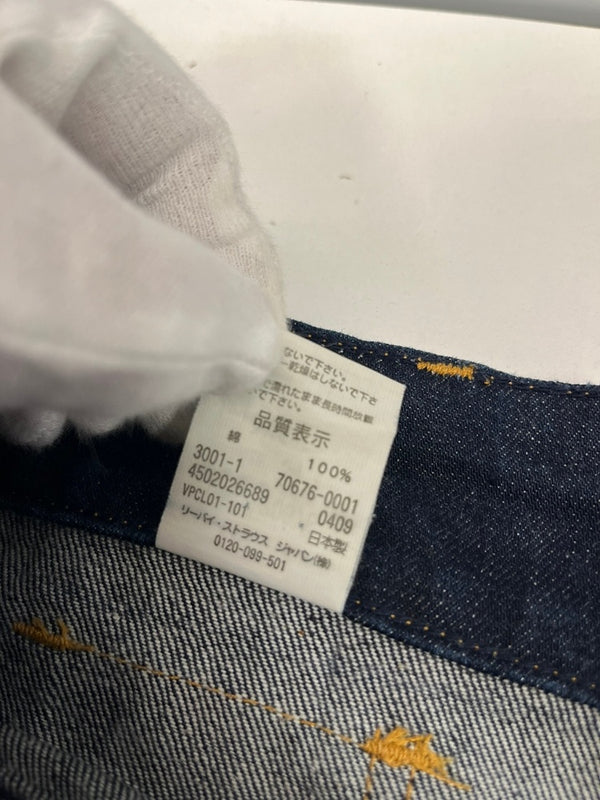 ないで下さい。
ー乾燥はしないで下さ
で濡れたまま長時間放置
いで下さい。
品質表示
綿 100%
3001-1 70676-0001
4502026689 0409
VPCL01-101 日本製
リーバイ・ストラウス ジャパン(株)
0120-099-501